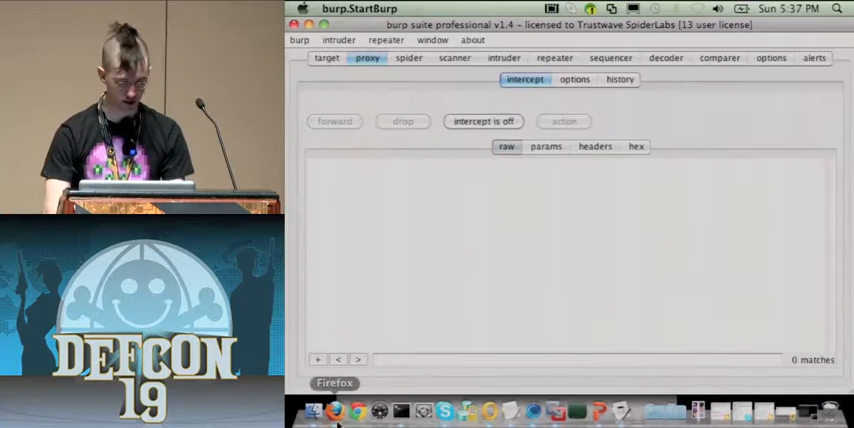 burp.StartBurp
Sun 5:37 PM
burp suite professional v1.4 - licensed to Trustwave SpiderLabs [13 user license]
burp intruder repeater window about
target proxy spider scanner intruder repeater sequencer decoder comparer options alerts
intercept options history
forward drop intercept is off action
raw params headers hex
+ < > 0 matches
Firefox
DEFCON
19